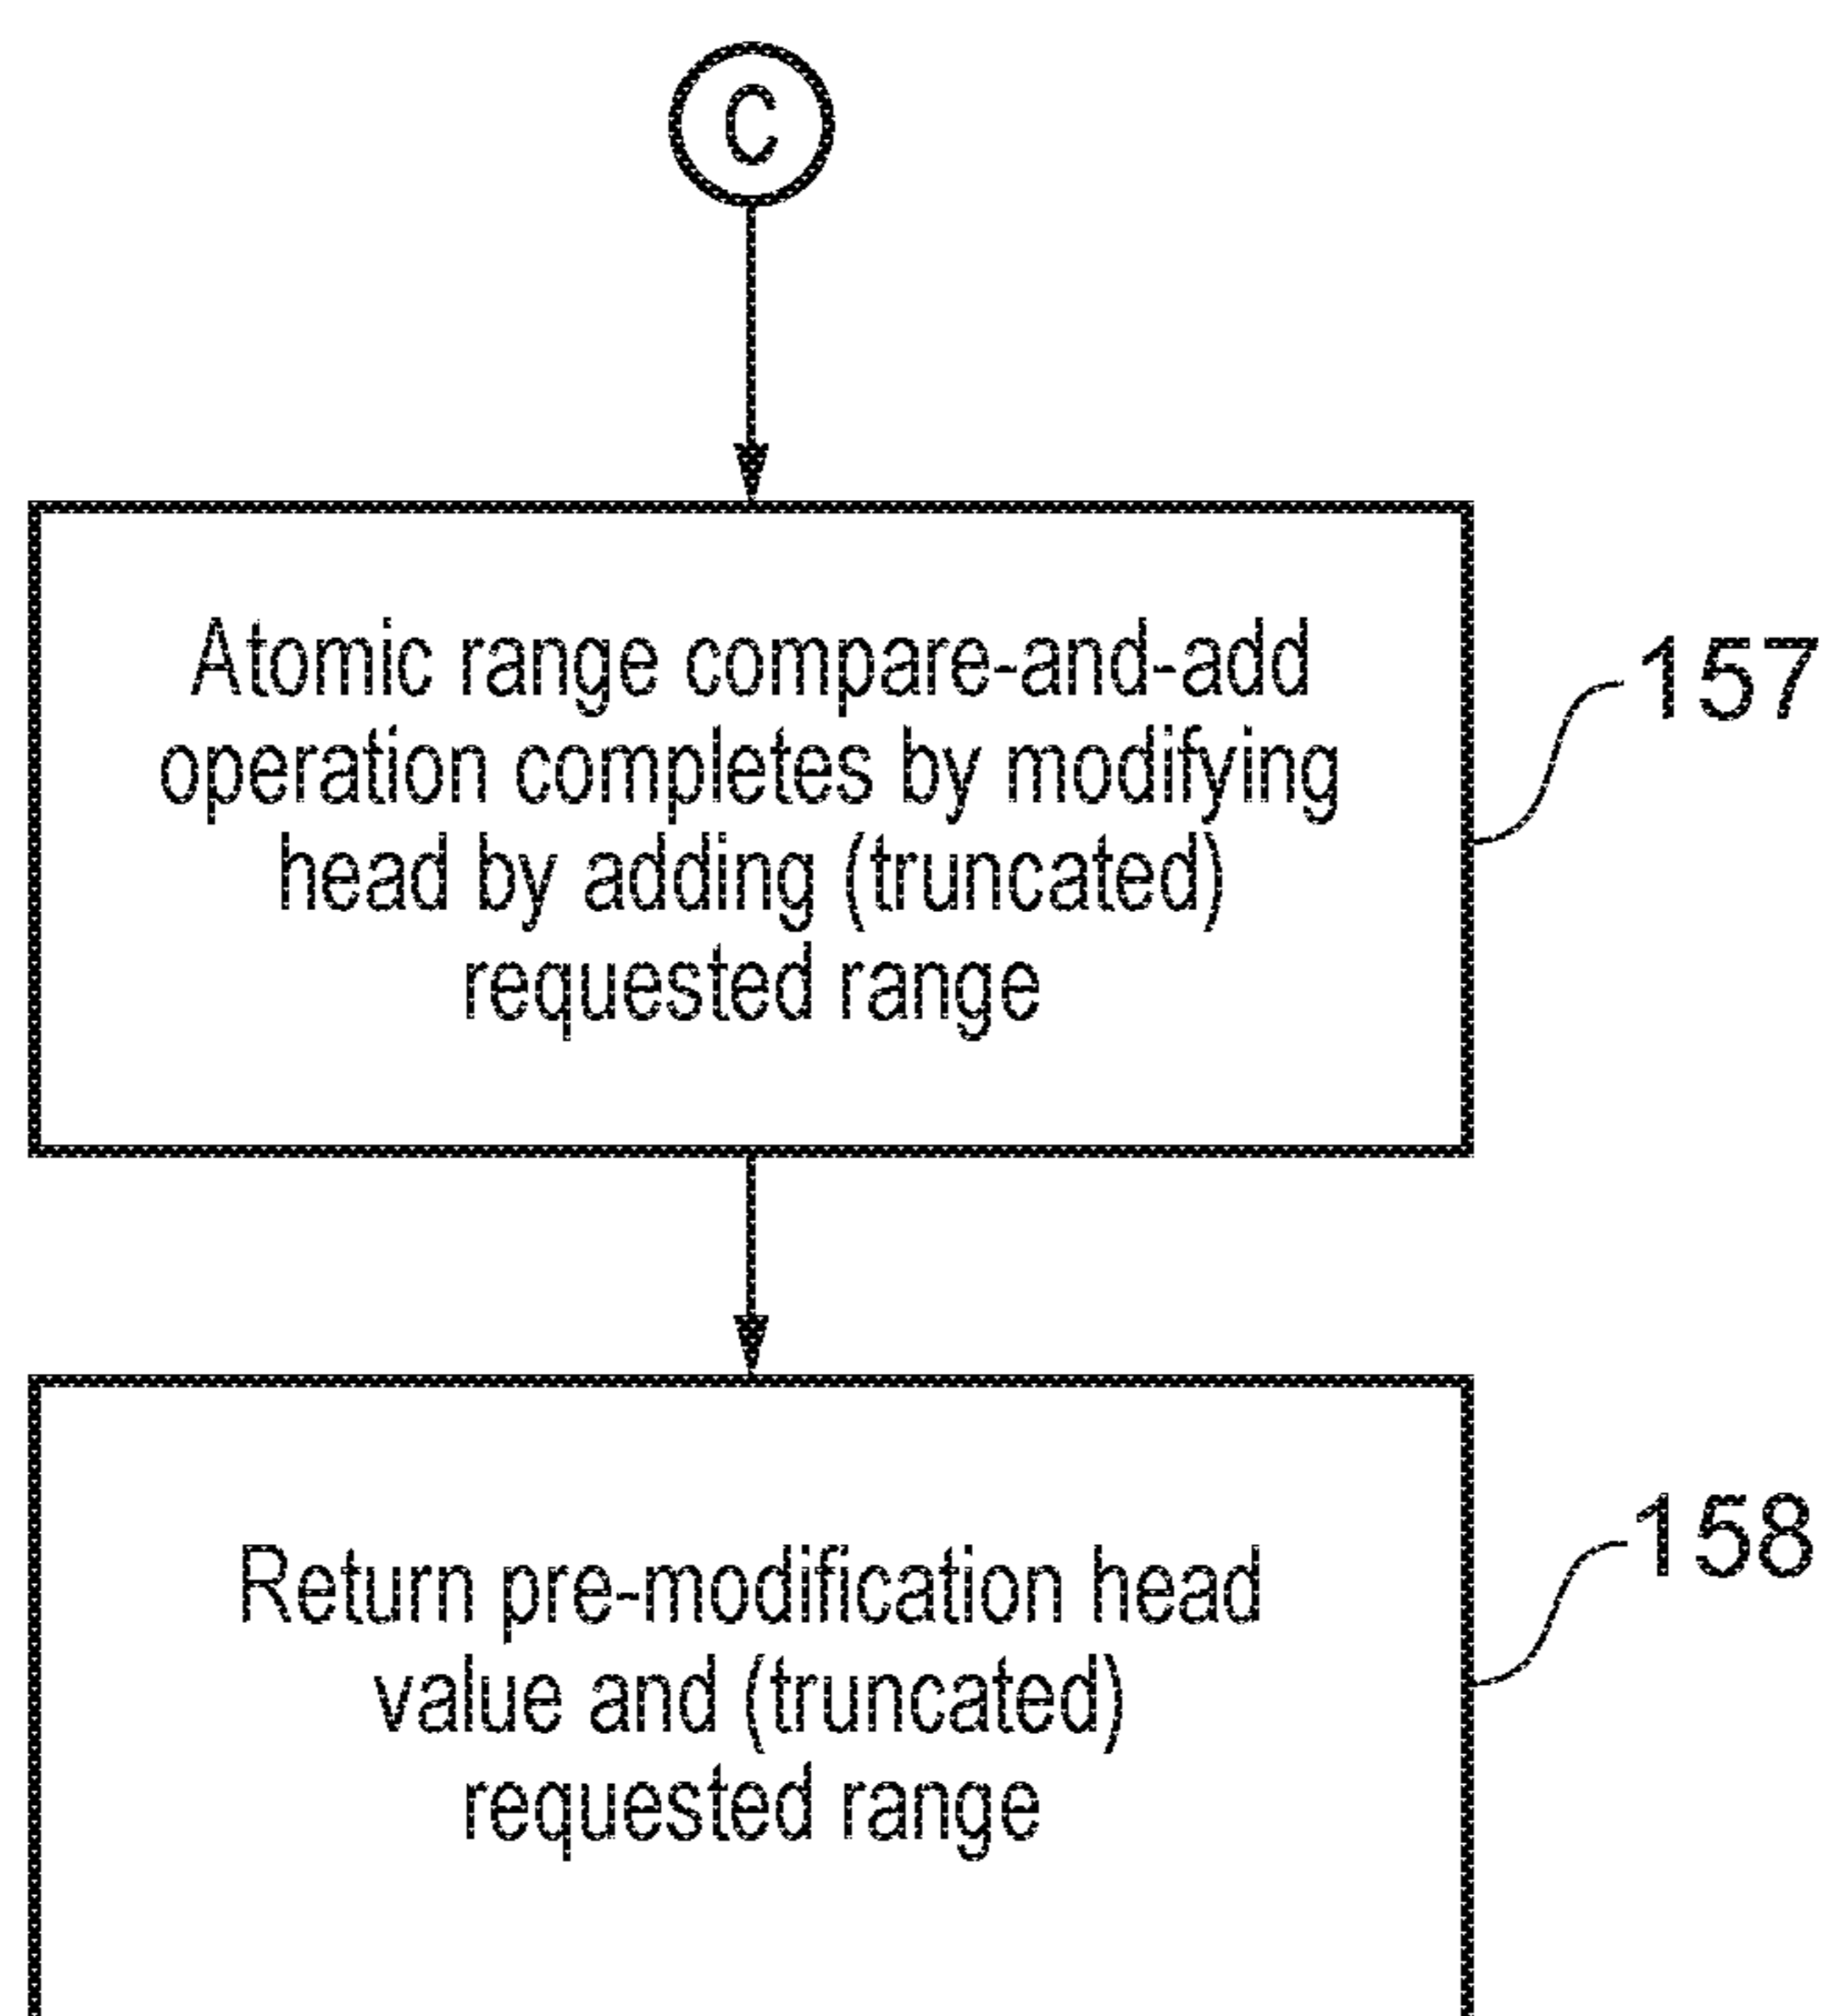 C
Atomic range compare-and-add
operation completes by modifying
head by adding (truncated)
requested range
157
Return pre-modification head
value and (truncated)
requested range
158